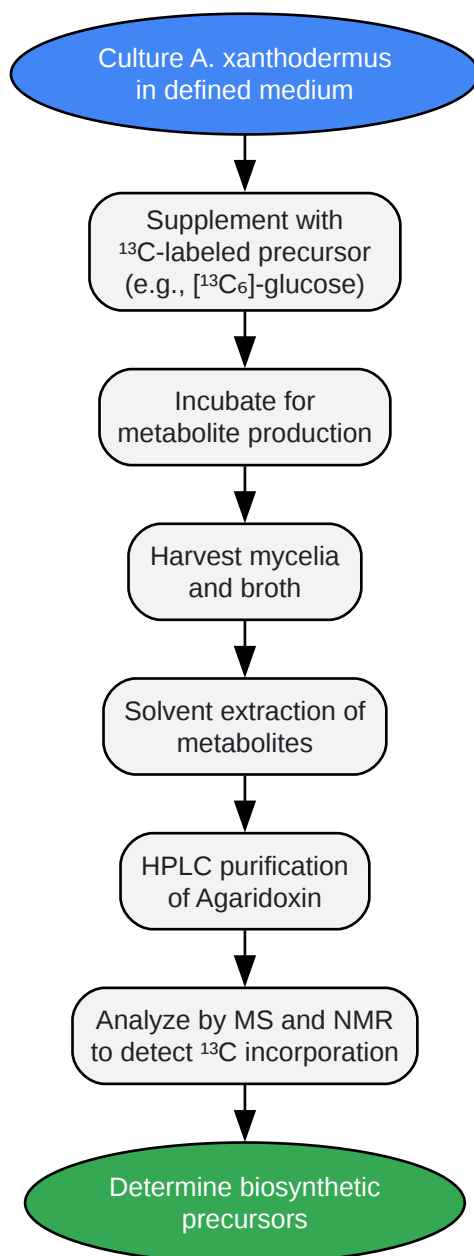 Culture A. xanthodermus
in defined medium
Supplement with
¹³C-labeled precursor
(e.g., [¹³C₆]-glucose)
Incubate for
metabolite production
Harvest mycelia
and broth
Solvent extraction of
metabolites
HPLC purification
of Agaridoxin
Analyze by MS and NMR
to detect ¹³C incorporation
Determine biosynthetic
precursors